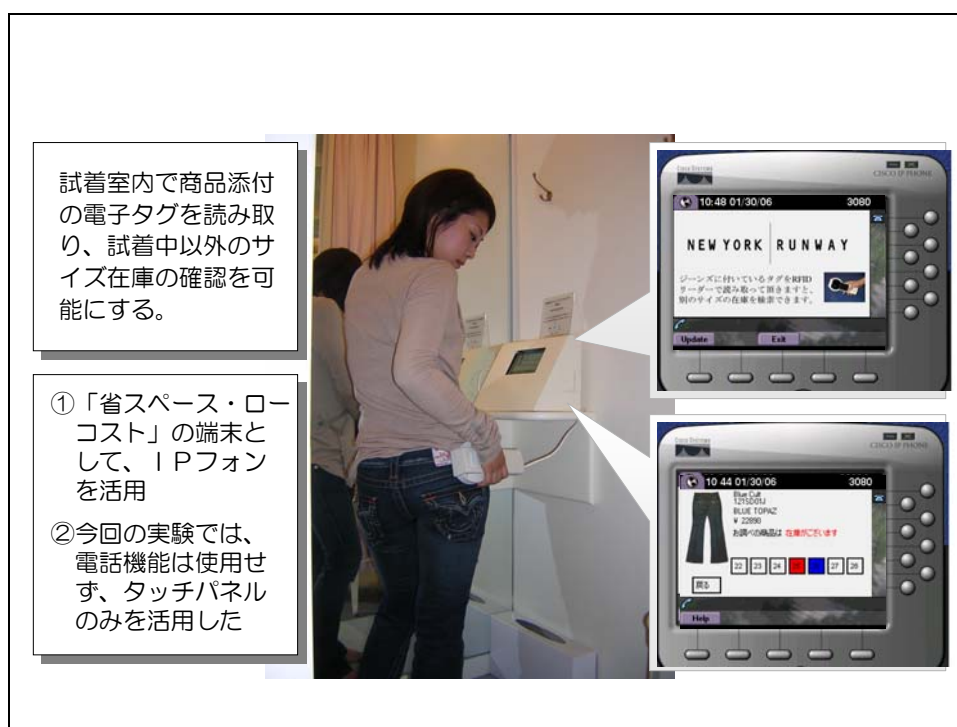 試着室内で商品添付
の電子タグを読み取
り、試着中以外のサ
イズ在庫の確認を可
能にする。
①「省スペース・ロー
コスト」の端末と
して、ＩＰフォン
を活用
②今回の実験では、
電話機能は使用せ
ず、タッチパネル
のみを活用した
CISCO SYSTEMS
CISCO IP PHONE
10:48 01/30/06 3080
NEW YORK RUNWAY
ジーンズに付いているタグをRFID
リーダーで読み取って頂きますと、
別のサイズの在庫を検索できます。
Update Exit
CISCO SYSTEMS
CISCO IP PHONE
10 44 01/30/06 3080
Blue Cult
1215D01J
BLUE TOPAZ
¥ 22890
お調べの商品は 在庫がございます
22 23 24 27 28
戻る
Help